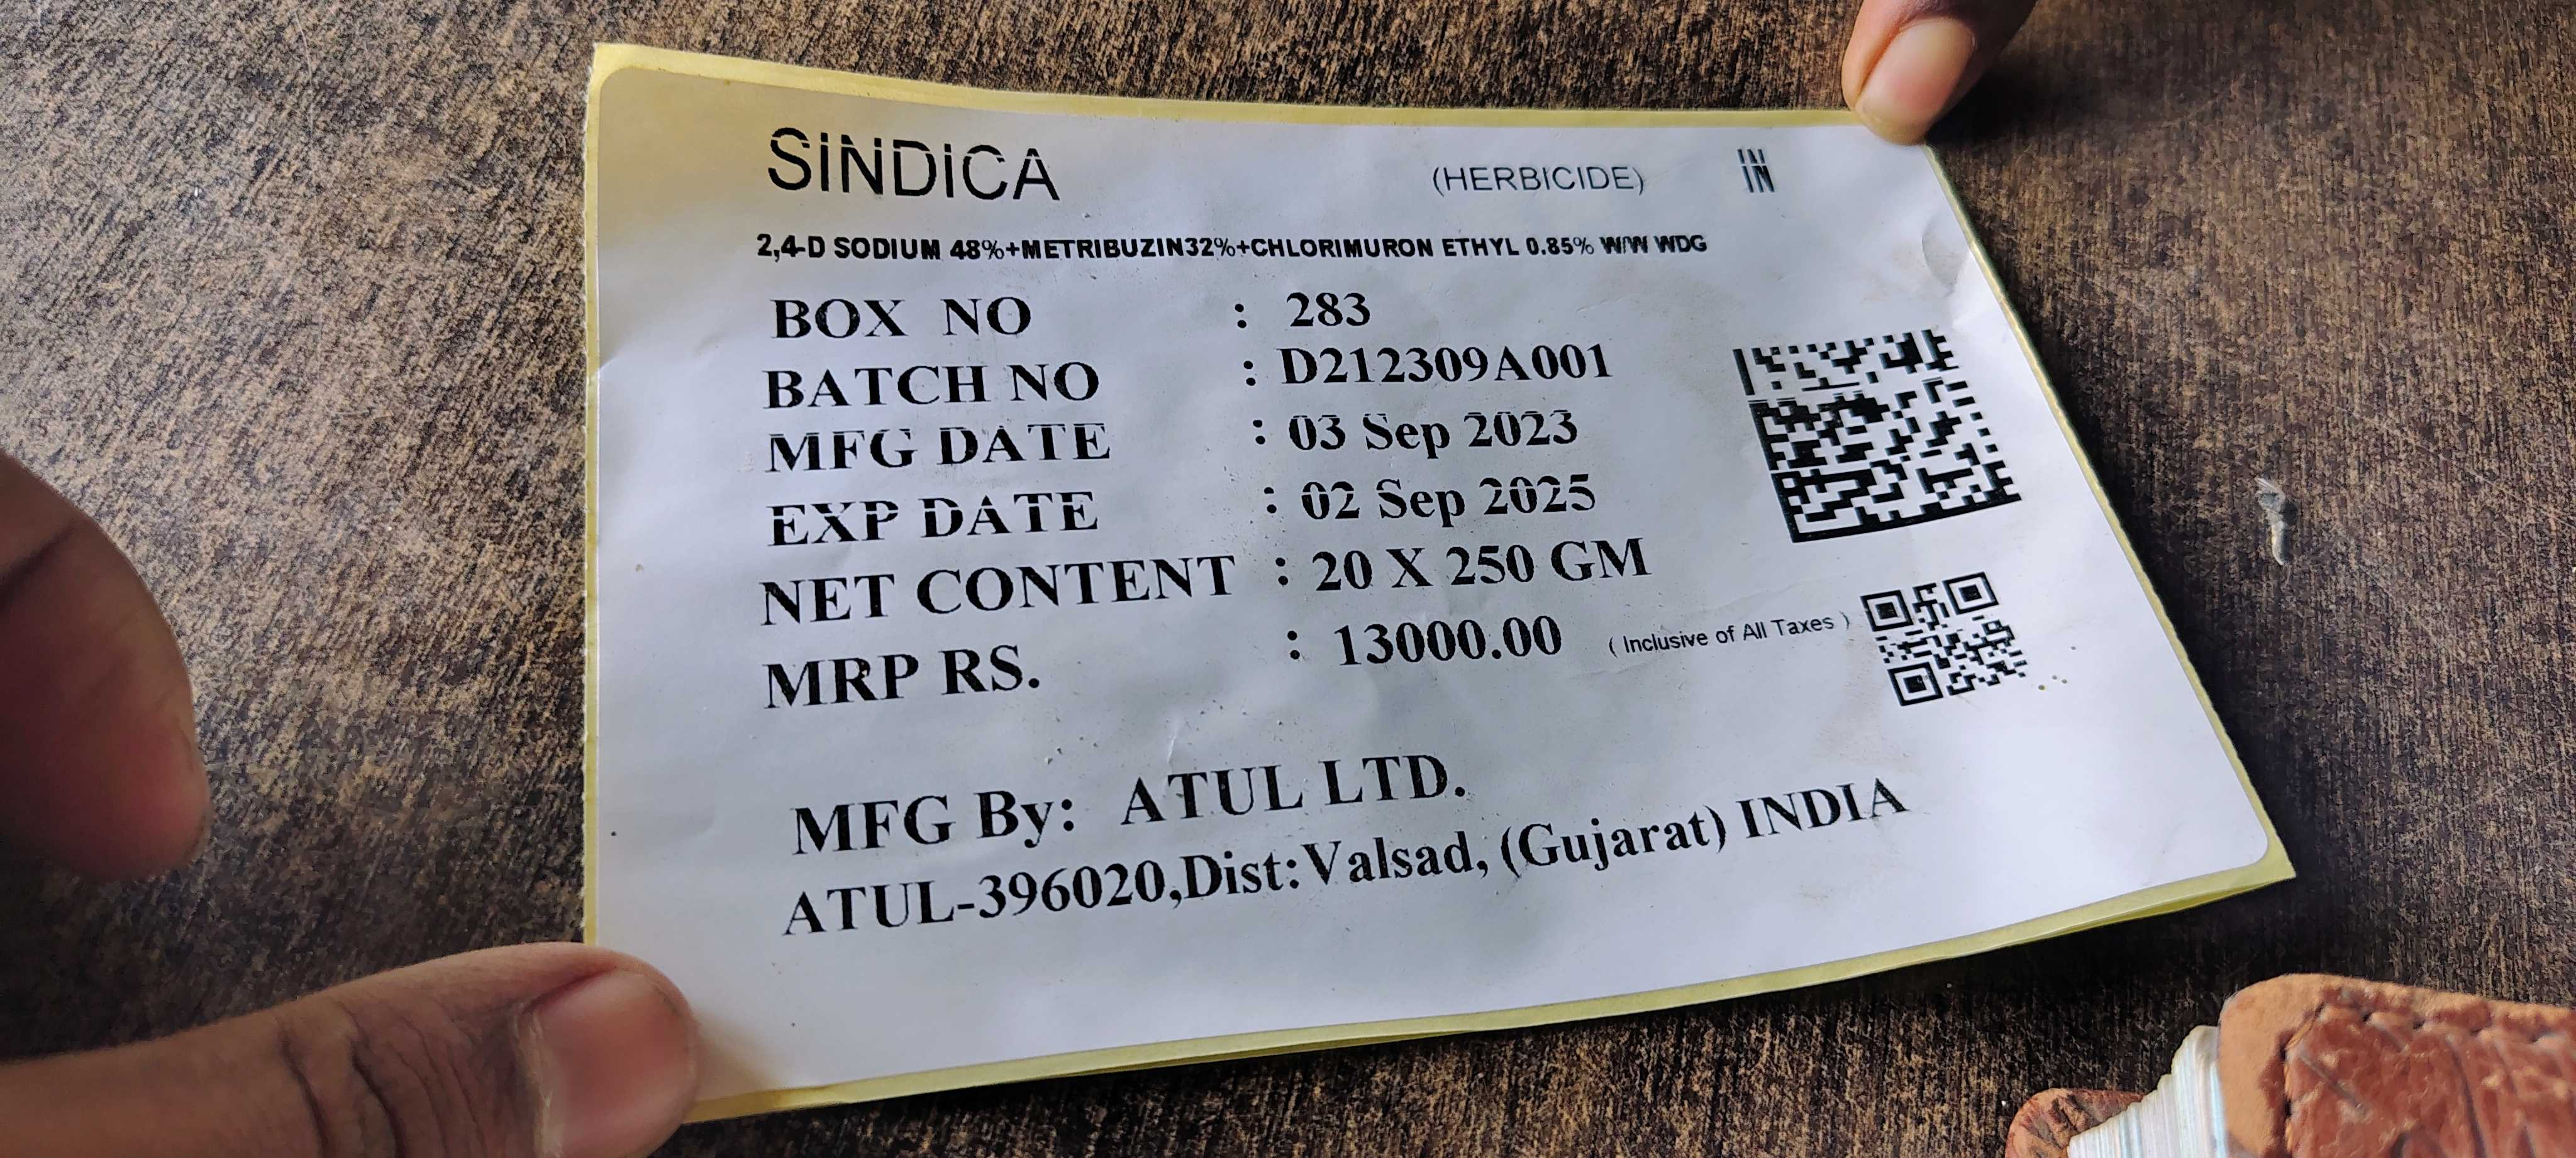 SiNDiCA (HERBICIDE) IN
2,4-D SODIUM 48%+METRIBUZIN32%+CHLORIMURON ETHYL 0.85% W/W WDG
BOX NO : 283
BATCH NO : D212309A001
MFG DATE : 03 Sep 2023
EXP DATE : 02 Sep 2025
NET CONTENT : 20 X 250 GM
MRP RS. : 13000.00 ( Inclusive of All Taxes )
MFG By: ATUL LTD.
ATUL-396020,Dist:Valsad, (Gujarat) INDIA